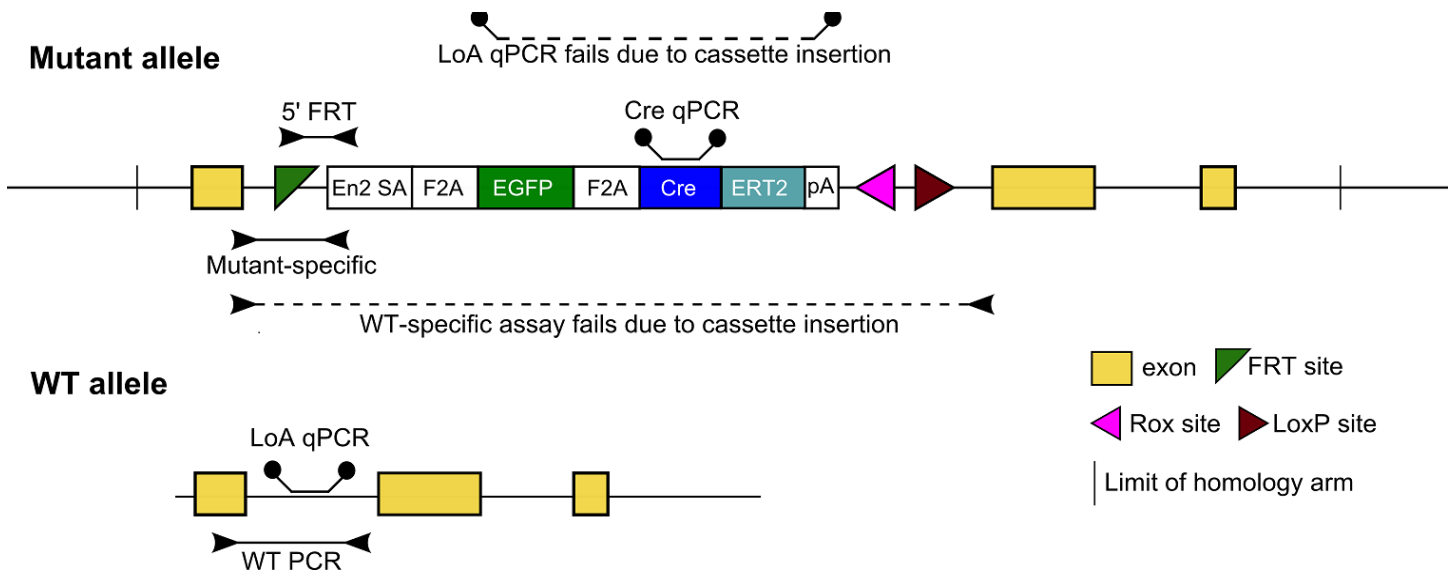 LoA qPCR fails due to cassette insertion
Mutant allele
5' FRT
Cre qPCR
En2 SA F2A EGFP F2A Cre ERT2 pA
Mutant-specific
WT-specific assay fails due to cassette insertion
WT allele
exon FRT site
Rox site LoxP site
Limit of homology arm
LoA qPCR
WT PCR